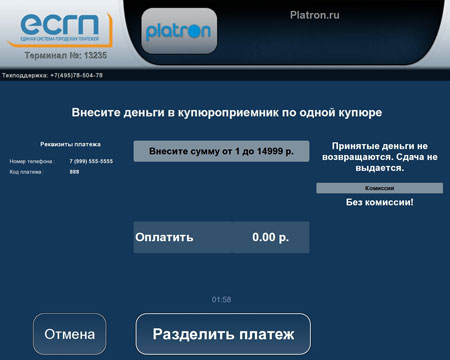 есгп
ЕДИНАЯ СИСТЕМА ГОРОДСКИХ ПЛАТЕЖЕЙ
Терминал №: 13235
platron
Platron.ru
Техподдержка: +7(495)78-504-78
Внесите деньги в купюроприемник по одной купюре
Реквизиты платежа
Номер телефона : 7 (999) 555-5555
Код платежа : 888
Внесите сумму от 1 до 14999 р.
Принятые деньги не
возвращаются. Сдача не
выдается.
Комиссия
Без комиссии!
Оплатить 0.00 р.
01:58
Отмена
Разделить платеж